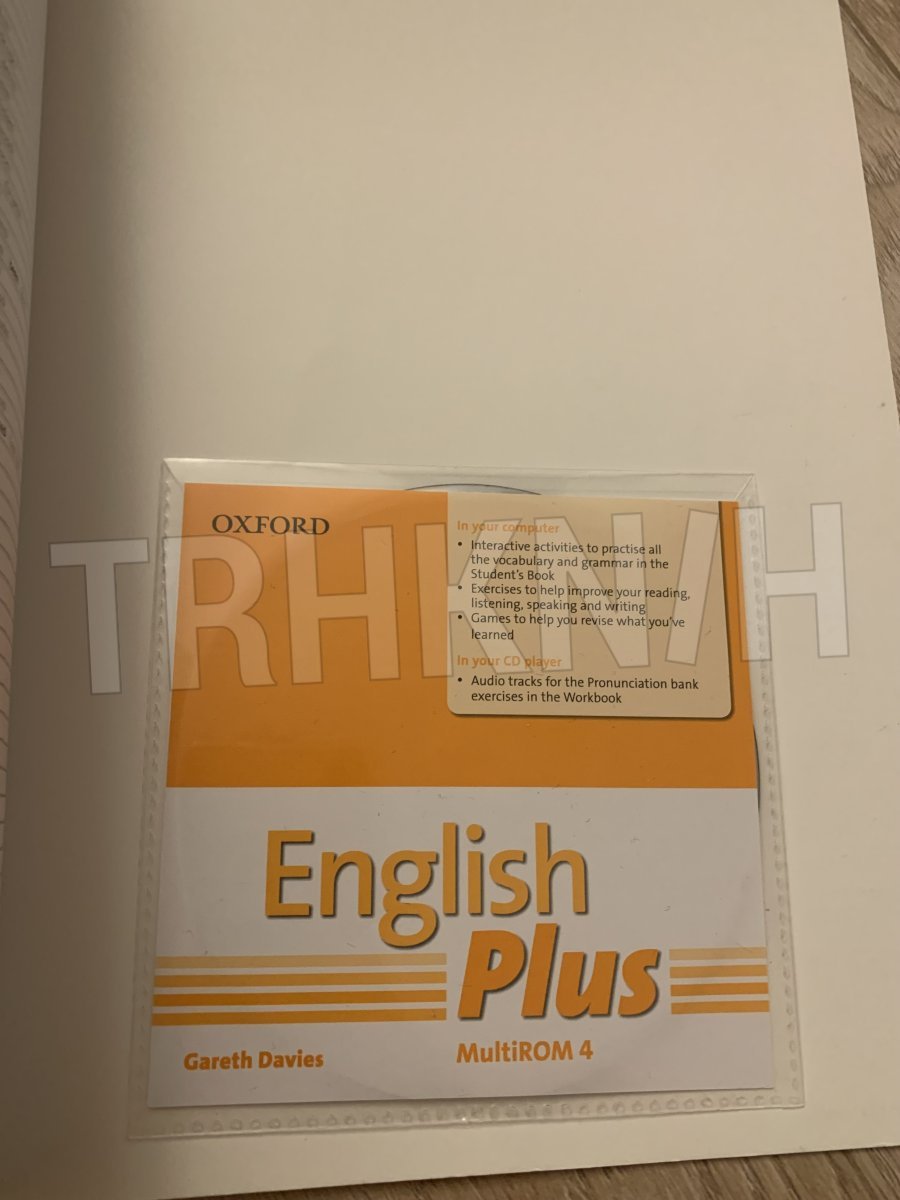 OXFORD
In your computer
• Interactive activities to practise all
the vocabulary and grammar in the
Student's Book
• Exercises to help improve your reading,
listening, speaking and writing
• Games to help you revise what you've
learned
In your CD player
• Audio tracks for the Pronunciation bank
exercises in the Workbook
TRHKN/H
English
Plus
Gareth Davies
MultiROM 4